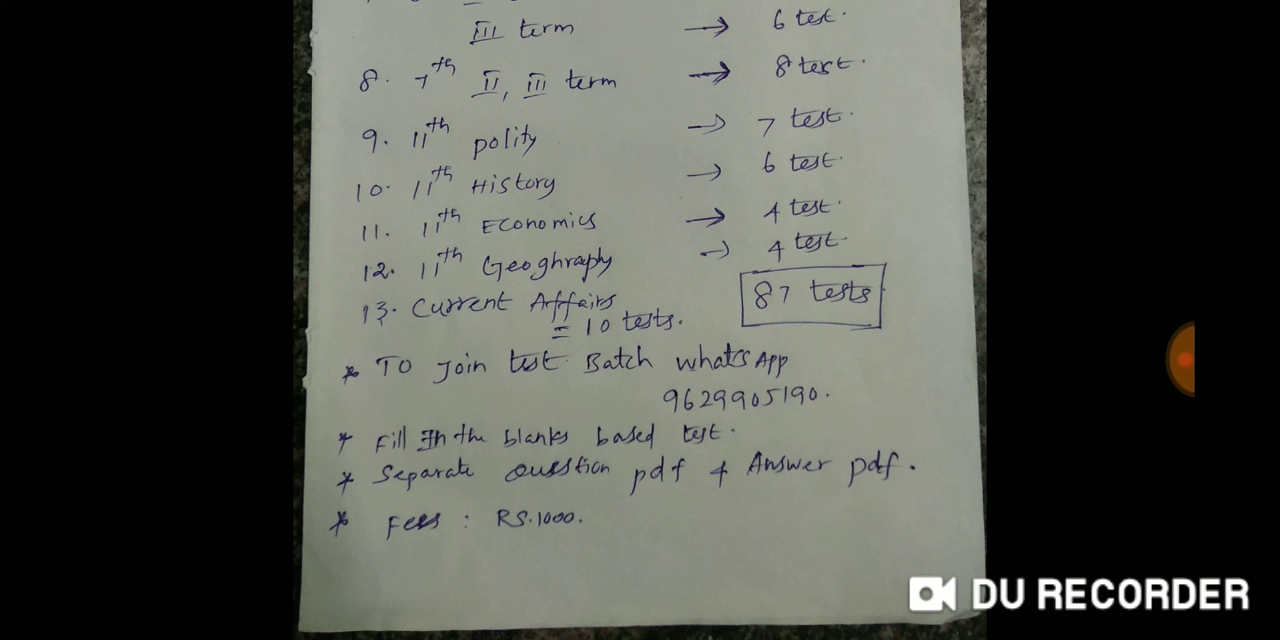 III term → 6 test.
8. 7th II, III term → 8 test.
9. 11th polity → 7 test.
10. 11th History → 6 test.
11. 11th Economics → 4 test.
12. 11th Geoghraphy → 4 test.
13. Current Affairs
= 10 tests.
87 tests
* To Join test Batch whatsApp
9629905190.
* Fill In the blanks based test.
* Separate question pdf & Answer pdf.
* Fees : RS.1000.
DU RECORDER